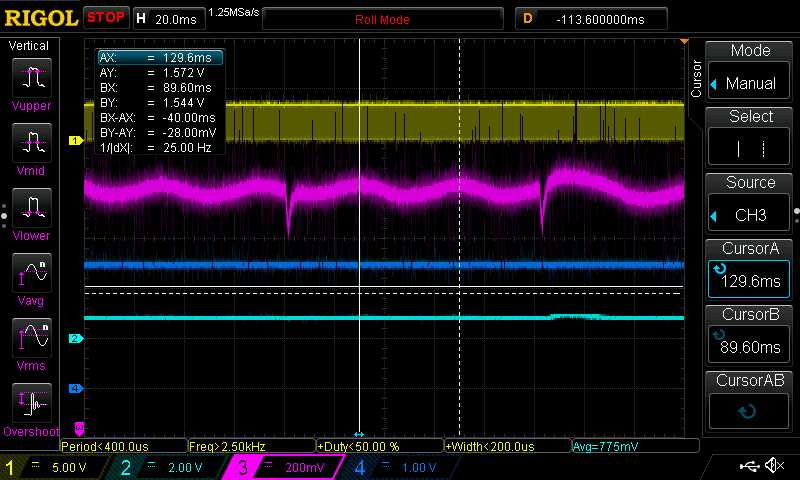 RIGOL STOP H 20.0ms 1.25MSa/s Roll Mode D -113.600000ms
Vertical
Vupper
Vmid
Vlower
Vavg
n
Vrms
n
Overshoot
AX: = 129.6ms
AY: = 1.572 V
BX: = 89.60ms
BY: = 1.544 V
BX-AX: = -40.00ms
BY-AY: = -28.00mV
1/|dX|: = 25.00 Hz
1
2
4
Cursor
Mode
Manual
Select
Source
CH3
CursorA
129.6ms
CursorB
89.60ms
CursorAB
Period<400.0us Freq>2.50kHz +Duty<50.00 % +Width<200.0us Avg=775mV
1 5.00 V 2 2.00 V 3 200mV 4 1.00 V